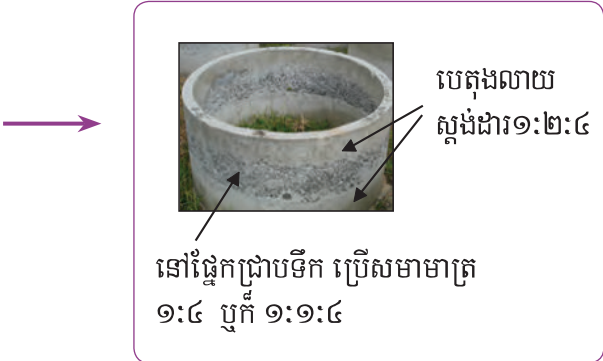 បេតុងលាយ
ស្តង់ដារ១:២:៤
នៅផ្នែកជ្រាបទឹក ប្រើសមាមាត្រ
១:៤ ឬក៏ ១:១:៤